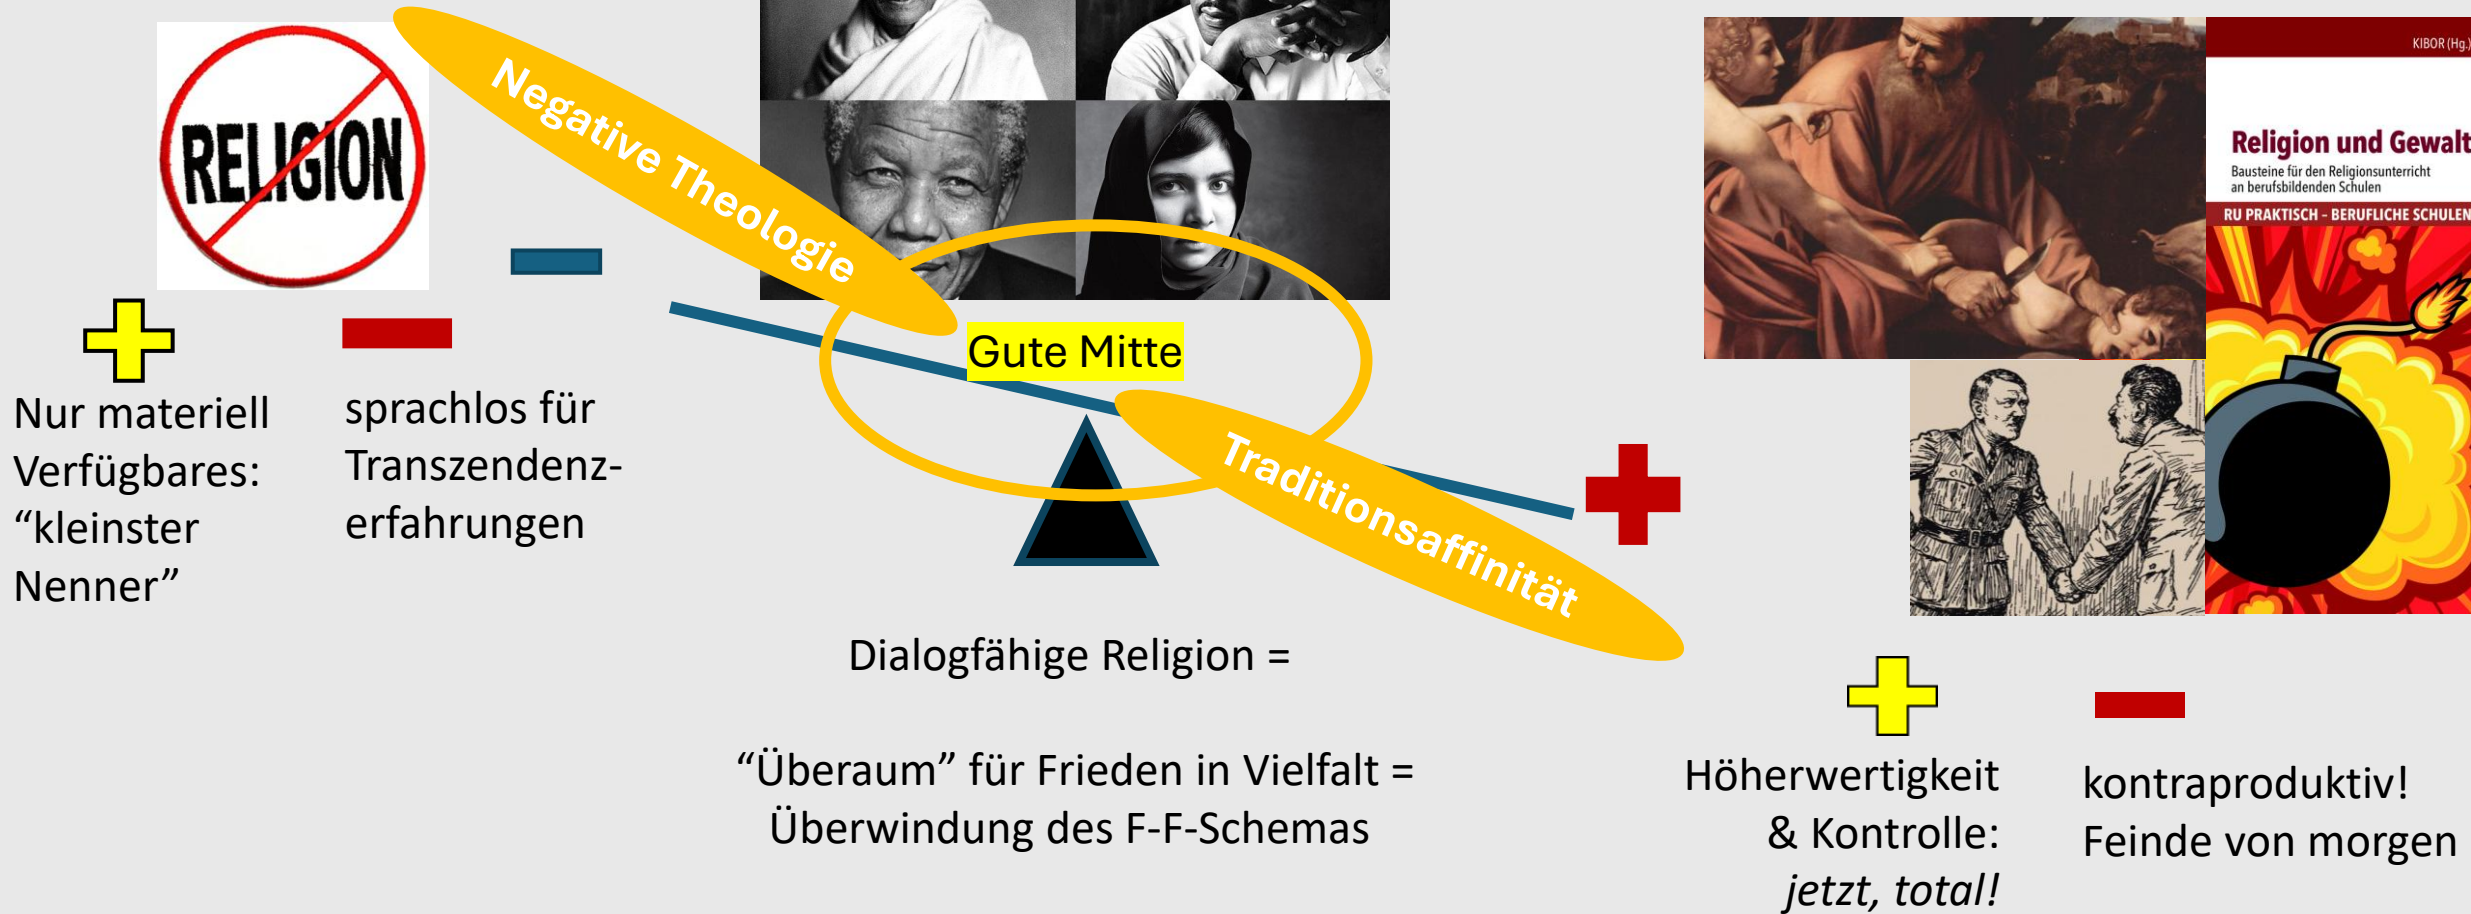 RELIGION
Negative Theologie
Nur materiell
Verfügbares:
“kleinster
Nenner”
sprachlos für
Transzendenz-
erfahrungen
Gute Mitte
Traditionsaffinität
Dialogfähige Religion =
“Überaum” für Frieden in Vielfalt =
Überwindung des F-F-Schemas
KIBOR (Hg.)
Religion und Gewalt
Bausteine für den Religionsunterricht
an berufsbildenden Schulen
RU PRAKTISCH – BERUFLICHE SCHULEN
Höherwertigkeit
& Kontrolle:
jetzt, total!
kontraproduktiv!
Feinde von morgen